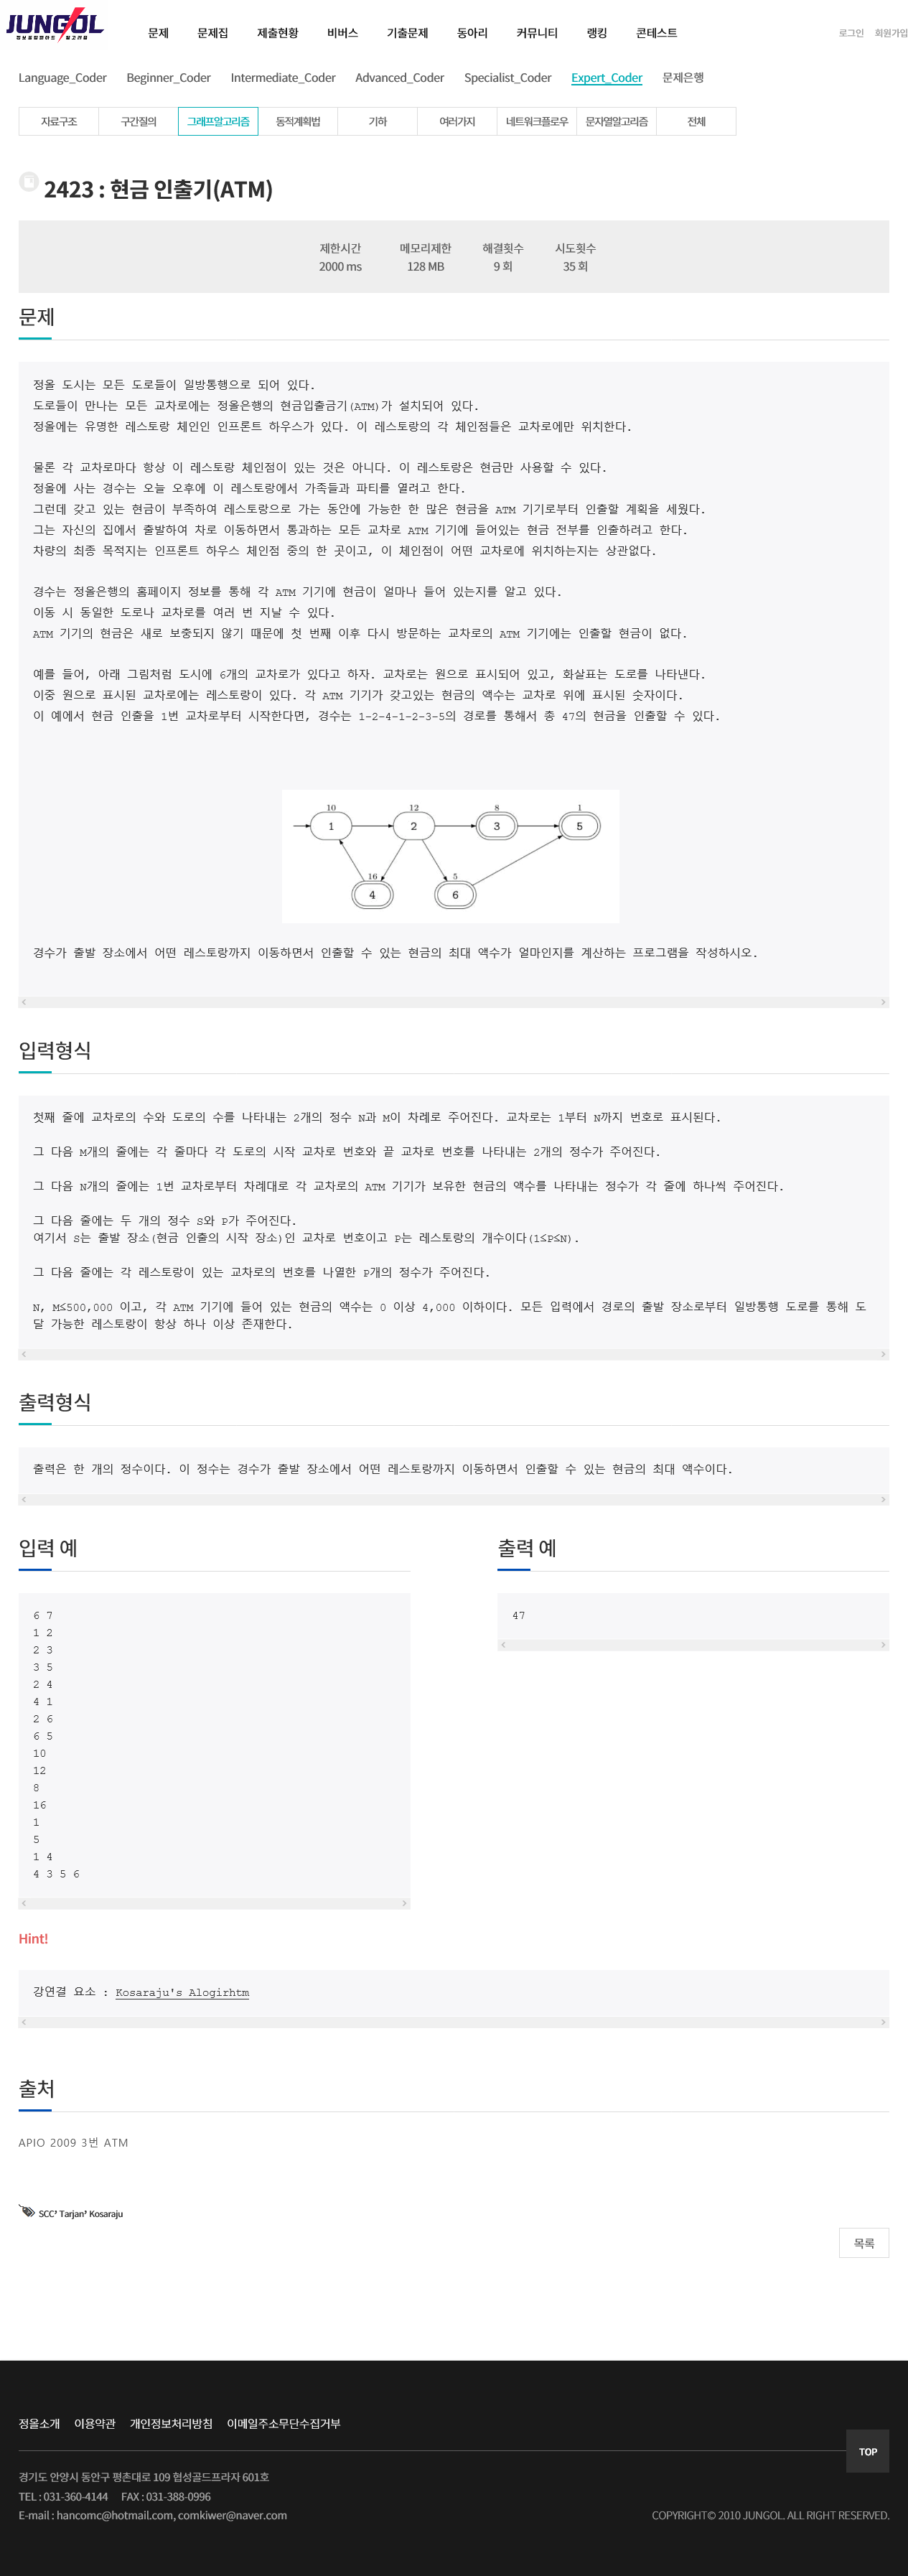 JUNGOL
정보올림피아드 알고리즘
문제 문제집 제출현황 비버스 기출문제 동아리 커뮤니티 랭킹 콘테스트
로그인 회원가입
Language_Coder Beginner_Coder Intermediate_Coder Advanced_Coder Specialist_Coder Expert_Coder 문제은행
자료구조 구간질의 그래프알고리즘 동적계획법 기하 여러가지 네트워크플로우 문자열알고리즘 전체
2423 : 현금 인출기(ATM)
제한시간 메모리제한 해결횟수 시도횟수
2000 ms 128 MB 9 회 35 회
문제
정올 도시는 모든 도로들이 일방통행으로 되어 있다.
도로들이 만나는 모든 교차로에는 정올은행의 현금입출금기(ATM)가 설치되어 있다.
정올에는 유명한 레스토랑 체인인 인프론트 하우스가 있다. 이 레스토랑의 각 체인점들은 교차로에만 위치한다.
물론 각 교차로마다 항상 이 레스토랑 체인점이 있는 것은 아니다. 이 레스토랑은 현금만 사용할 수 있다.
정올에 사는 경수는 오늘 오후에 이 레스토랑에서 가족들과 파티를 열려고 한다.
그런데 갖고 있는 현금이 부족하여 레스토랑으로 가는 동안에 가능한 한 많은 현금을 ATM 기기로부터 인출할 계획을 세웠다.
그는 자신의 집에서 출발하여 차로 이동하면서 통과하는 모든 교차로 ATM 기기에 들어있는 현금 전부를 인출하려고 한다.
차량의 최종 목적지는 인프론트 하우스 체인점 중의 한 곳이고, 이 체인점이 어떤 교차로에 위치하는지는 상관없다.
경수는 정올은행의 홈페이지 정보를 통해 각 ATM 기기에 현금이 얼마나 들어 있는지를 알고 있다.
이동 시 동일한 도로나 교차로를 여러 번 지날 수 있다.
ATM 기기의 현금은 새로 보충되지 않기 때문에 첫 번째 이후 다시 방문하는 교차로의 ATM 기기에는 인출할 현금이 없다.
예를 들어, 아래 그림처럼 도시에 6개의 교차로가 있다고 하자. 교차로는 원으로 표시되어 있고, 화살표는 도로를 나타낸다.
이중 원으로 표시된 교차로에는 레스토랑이 있다. 각 ATM 기기가 갖고있는 현금의 액수는 교차로 위에 표시된 숫자이다.
이 예에서 현금 인출을 1번 교차로부터 시작한다면, 경수는 1-2-4-1-2-3-5의 경로를 통해서 총 47의 현금을 인출할 수 있다.
10 12 8 1
1 2 3 5
16 5
4 6
경수가 출발 장소에서 어떤 레스토랑까지 이동하면서 인출할 수 있는 현금의 최대 액수가 얼마인지를 계산하는 프로그램을 작성하시오.
입력형식
첫째 줄에 교차로의 수와 도로의 수를 나타내는 2개의 정수 N과 M이 차례로 주어진다. 교차로는 1부터 N까지 번호로 표시된다.
그 다음 M개의 줄에는 각 줄마다 각 도로의 시작 교차로 번호와 끝 교차로 번호를 나타내는 2개의 정수가 주어진다.
그 다음 N개의 줄에는 1번 교차로부터 차례대로 각 교차로의 ATM 기기가 보유한 현금의 액수를 나타내는 정수가 각 줄에 하나씩 주어진다.
그 다음 줄에는 두 개의 정수 S와 P가 주어진다.
여기서 S는 출발 장소(현금 인출의 시작 장소)인 교차로 번호이고 P는 레스토랑의 개수이다(1≤P≤N).
그 다음 줄에는 각 레스토랑이 있는 교차로의 번호를 나열한 P개의 정수가 주어진다.
N, M≤500,000 이고, 각 ATM 기기에 들어 있는 현금의 액수는 0 이상 4,000 이하이다. 모든 입력에서 경로의 출발 장소로부터 일방통행 도로를 통해 도
달 가능한 레스토랑이 항상 하나 이상 존재한다.
출력형식
출력은 한 개의 정수이다. 이 정수는 경수가 출발 장소에서 어떤 레스토랑까지 이동하면서 인출할 수 있는 현금의 최대 액수이다.
입력 예
6 7
1 2
2 3
3 5
2 4
4 1
2 6
6 5
10
12
8
16
1
5
1 4
4 3 5 6
출력 예
47
Hint!
강연결 요소 : Kosaraju's Alogirhtm
출처
APIO 2009 3번 ATM
SCC, Tarjan, Kosaraju
목록
정올소개 이용약관 개인정보처리방침 이메일주소무단수집거부
TOP
경기도 안양시 동안구 평촌대로 109 협성골드프라자 601호
TEL : 031-360-4144 FAX : 031-388-0996
E-mail : hancomc@hotmail.com, comkiwer@naver.com
COPYRIGHT© 2010 JUNGOL. ALL RIGHT RESERVED.